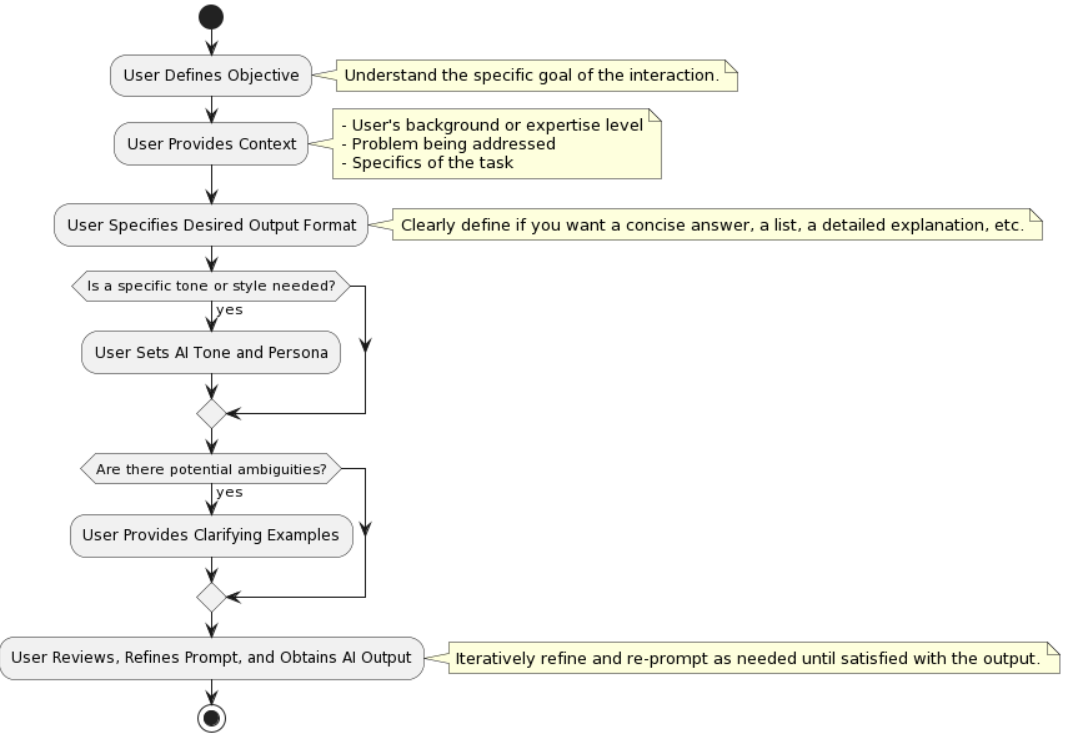 User Defines Objective
Understand the specific goal of the interaction.
User Provides Context
- User's background or expertise level
- Problem being addressed
- Specifics of the task
User Specifies Desired Output Format
Clearly define if you want a concise answer, a list, a detailed explanation, etc.
Is a specific tone or style needed?
yes
User Sets AI Tone and Persona
Are there potential ambiguities?
yes
User Provides Clarifying Examples
User Reviews, Refines Prompt, and Obtains AI Output
Iteratively refine and re-prompt as needed until satisfied with the output.